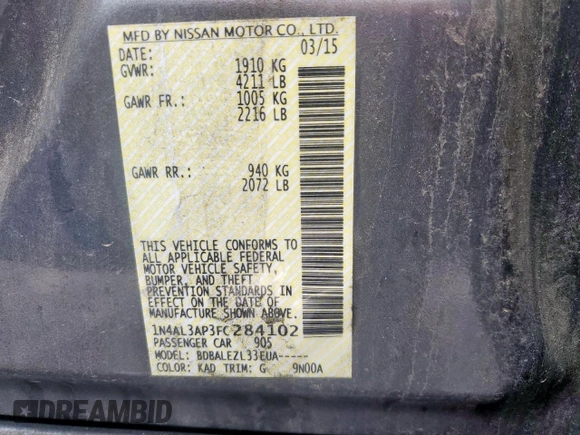 MFD BY NISSAN MOTOR CO., LTD.
DATE: 03/15
GVWR: 1910 KG
4211 LB
GAWR FR.: 1005 KG
2216 LB
GAWR RR.: 940 KG
2072 LB
THIS VEHICLE CONFORMS TO
ALL APPLICABLE FEDERAL
MOTOR VEHICLE SAFETY,
BUMPER, AND THEFT
PREVENTION STANDARDS IN
EFFECT ON THE DATE OF
MANUFACTURE SHOWN ABOVE.
1N4AL3AP3FC284102
PASSENGER CAR 905
MODEL: BDBALEZL33EUA-----
COLOR: KAD TRIM: G 9N00A
DREAMBID